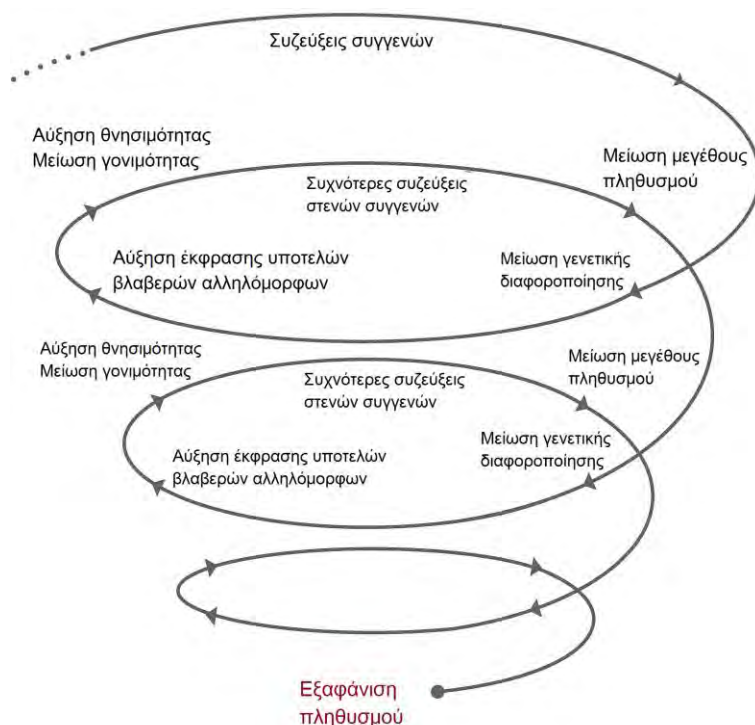 Συζεύξεις συγγενών
Αύξηση θνησιμότητας
Μείωση γονιμότητας
Μείωση μεγέθους
πληθυσμού
Συχνότερες συζεύξεις
στενών συγγενών
Αύξηση έκφρασης υποτελών
βλαβερών αλληλόμορφων
Μείωση γενετικής
διαφοροποίησης
Αύξηση θνησιμότητας
Μείωση γονιμότητας
Μείωση μεγέθους
πληθυσμού
Συχνότερες συζεύξεις
στενών συγγενών
Μείωση γενετικής
διαφοροποίησης
Αύξηση έκφρασης υποτελών
βλαβερών αλληλόμορφων
Εξαφάνιση
πληθυσμού